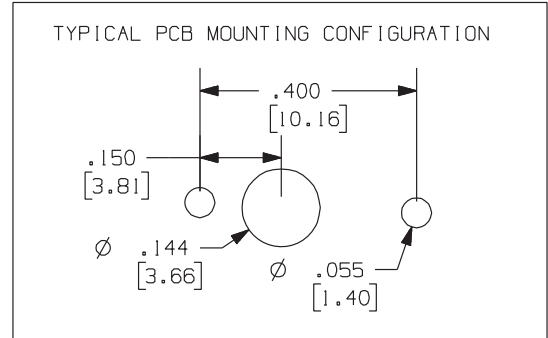 TYPICAL PCB MOUNTING CONFIGURATION
.400
[10.16]
.150
[3.81]
Ø .144
[3.66]
Ø .055
[1.40]